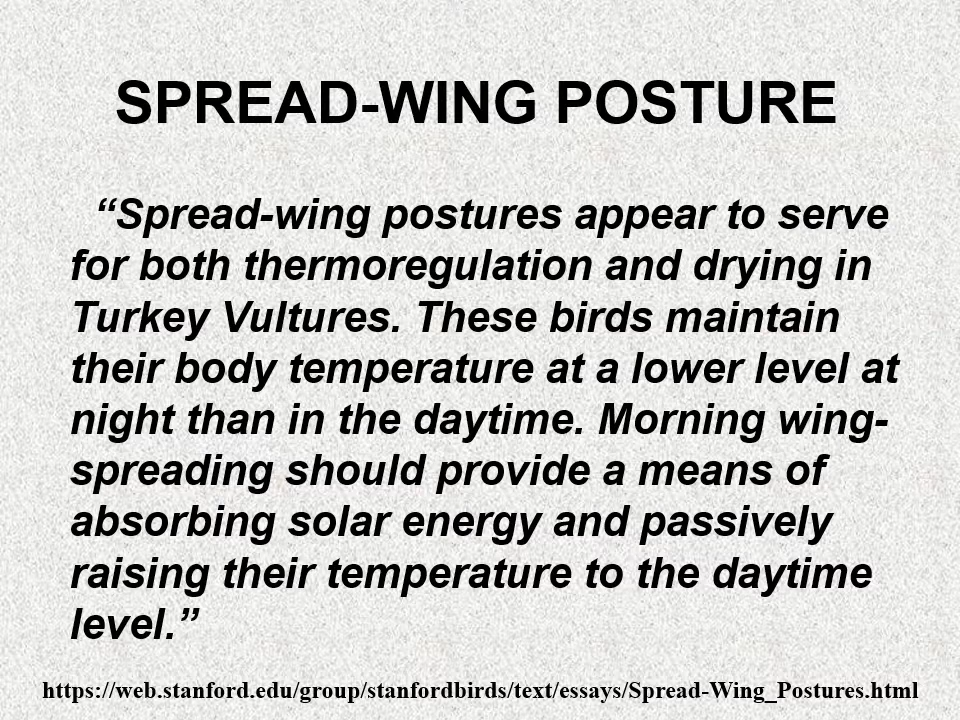 SPREAD-WING POSTURE
“Spread-wing postures appear to serve
for both thermoregulation and drying in
Turkey Vultures. These birds maintain
their body temperature at a lower level at
night than in the daytime. Morning wing-
spreading should provide a means of
absorbing solar energy and passively
raising their temperature to the daytime
level.”
https://web.stanford.edu/group/stanfordbirds/text/essays/Spread-Wing_Postures.html